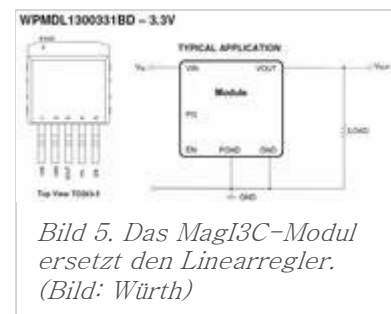 WPMDL1300331BD – 3.3V
TYPICAL APPLICATION
VIN
VOUT
Module
PG
LOAD
EN
PGND
GND
GND
Top View TO263-5
Bild 5. Das MagI3C-Modul
ersetzt den Linearregler.
(Bild: Würth)